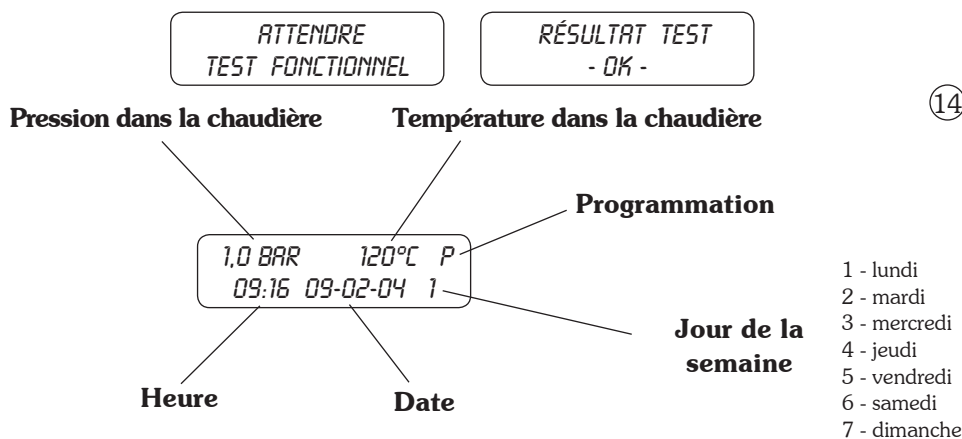 ATTENDRE
TEST FONCTIONNEL
RÉSULTAT TEST
- OK -
14
Pression dans la chaudière
Température dans la chaudière
Programmation
1,0 BAR 120°C P
09:16 09-02-04 1
Jour de la
semaine
Heure
Date
1 - lundi
2 - mardi
3 - mercredi
4 - jeudi
5 - vendredi
6 - samedi
7 - dimanche